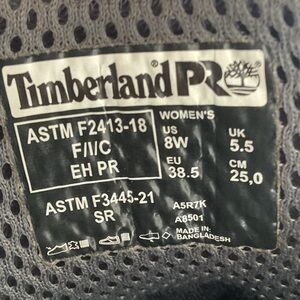 Timberland PRO
ASTM F2413-18
F/I/C
EH PR
ASTM F3445-21
SR
WOMEN'S
US UK
8W 5.5
EU CM
38.5 25,0
A5R7K
A8501
MADE IN:
BANGLADESH